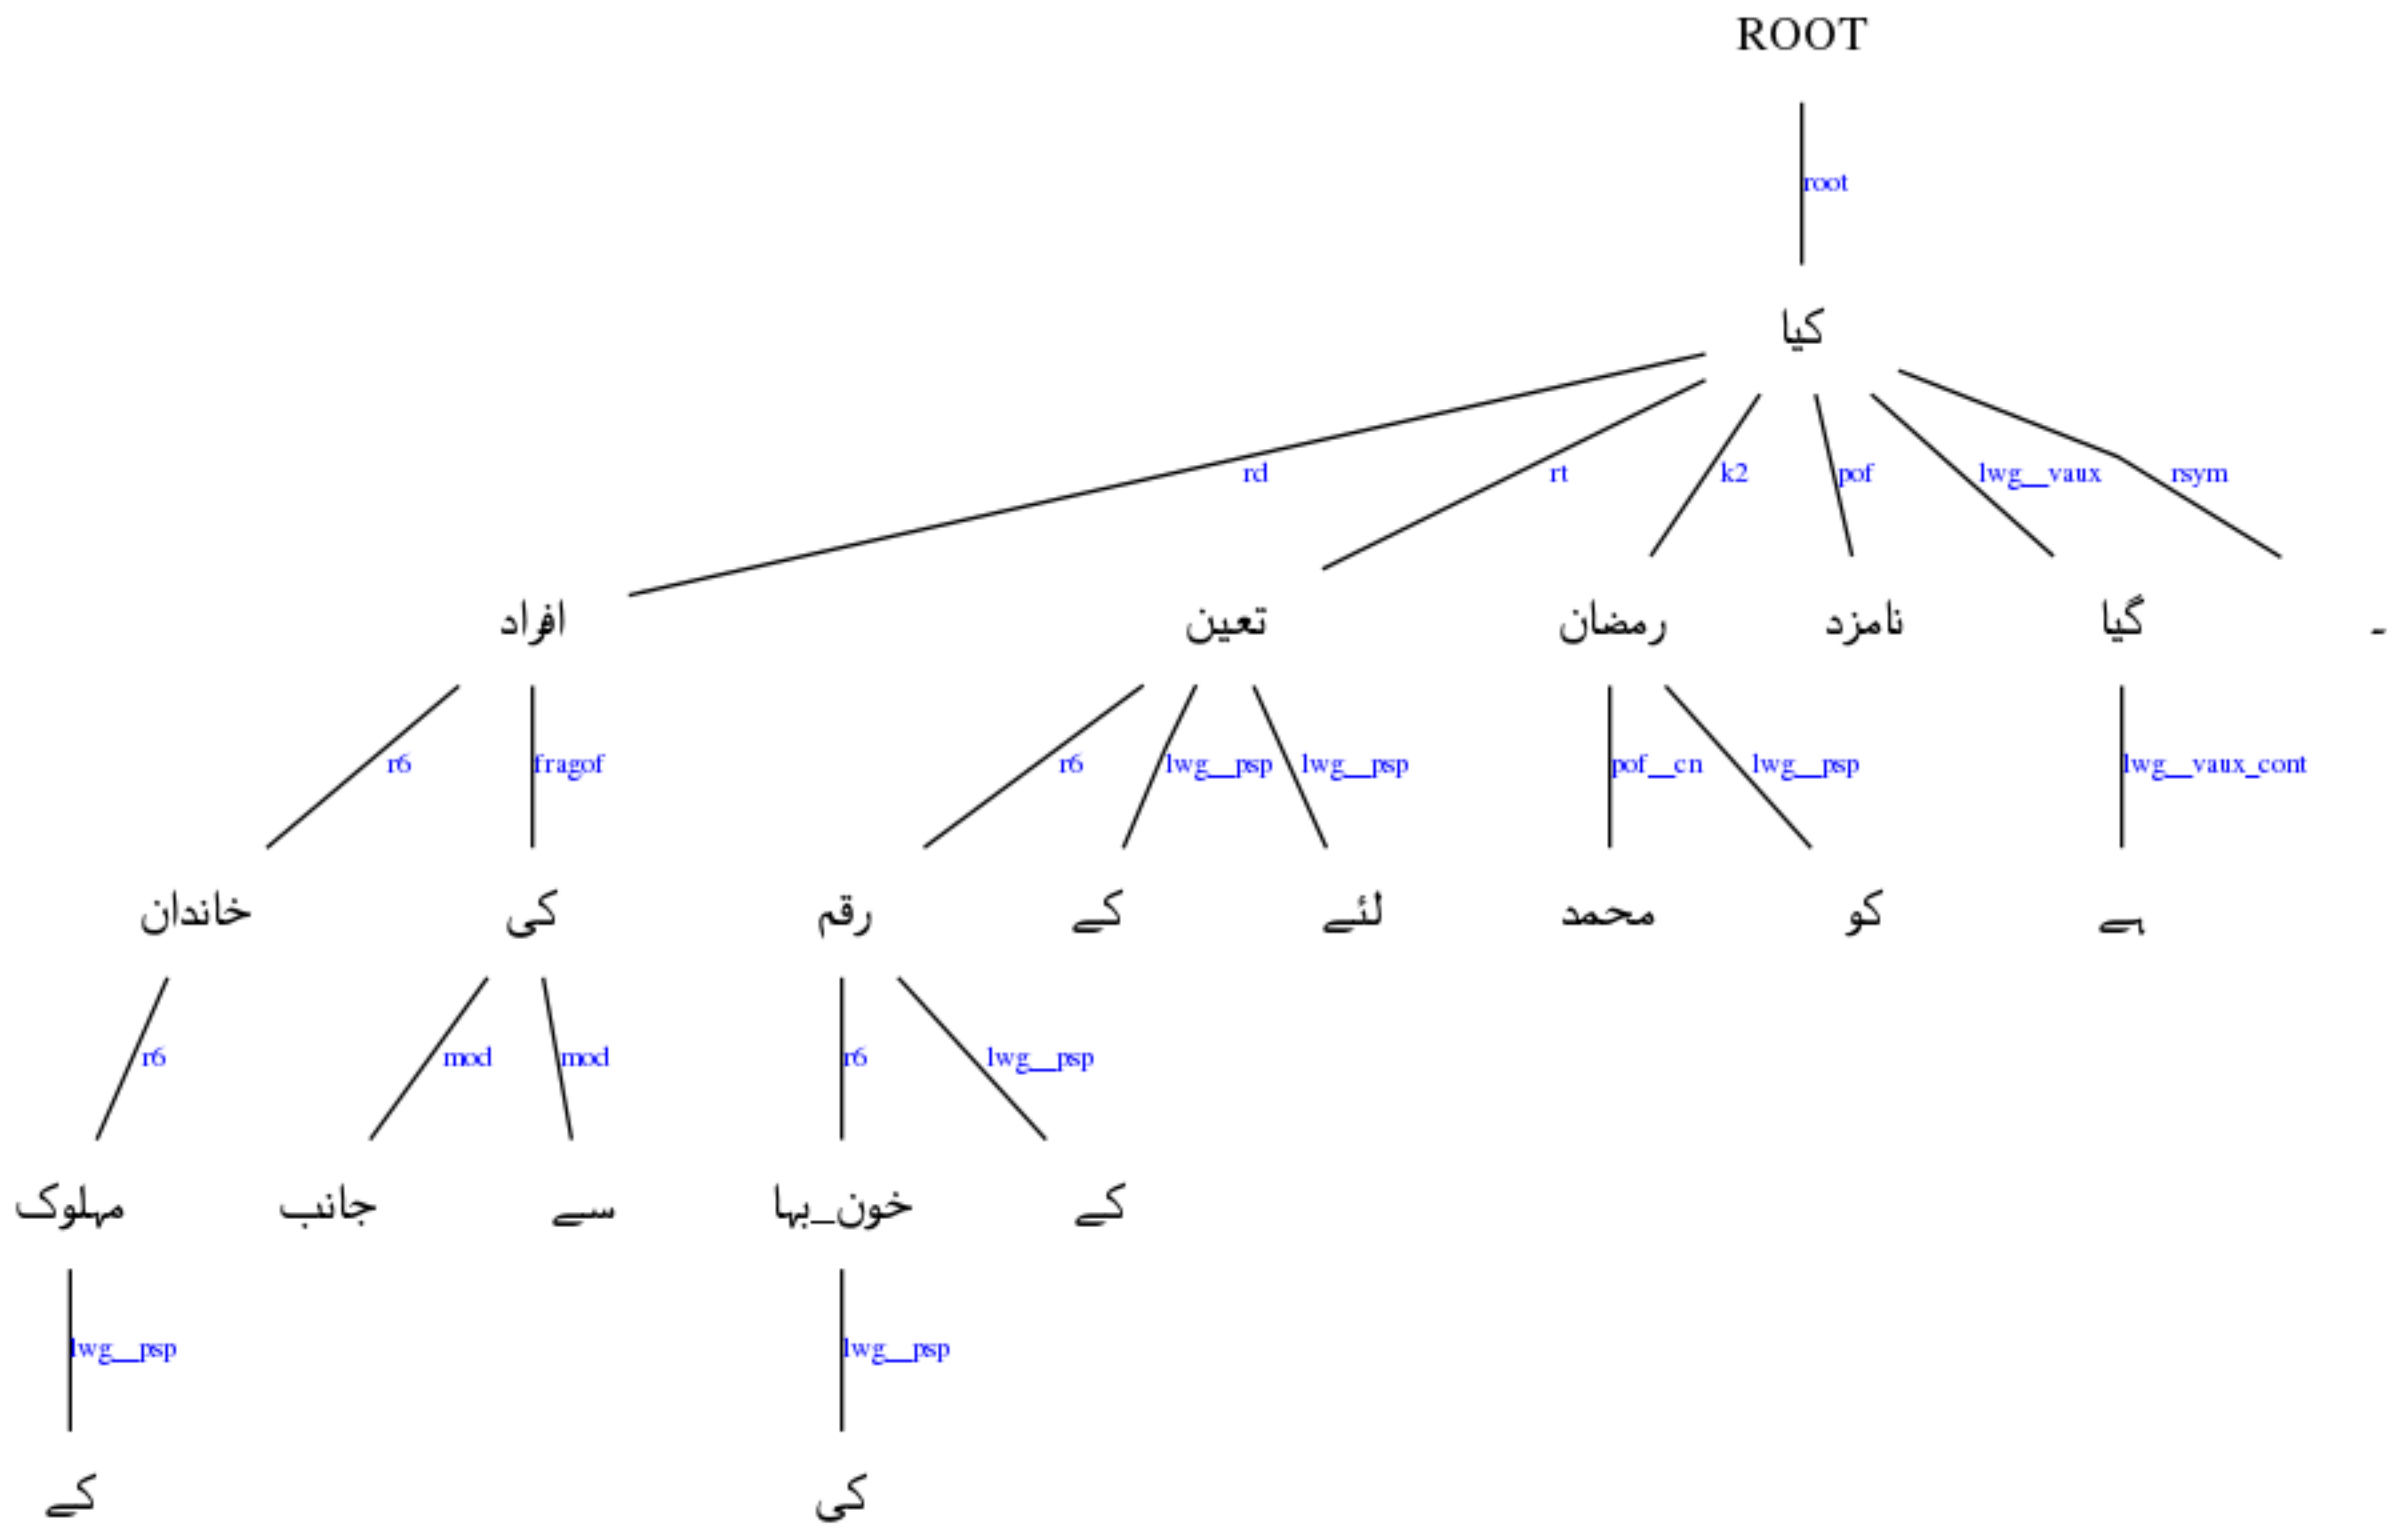 ROOT
root
کیا
rd rt k2 pof lwg__vaux rsym
افراد تعین رمضان نامزد گیا ۔
r6 fragof r6 lwg__psp lwg__psp pof__cn lwg__psp lwg__vaux_cont
خاندان کی رقم کے لئے محمد کو ہے
r6 mod mod r6 lwg__psp
مہلوک جانب سے خون_بہا کے
lwg__psp lwg__psp
کے کی